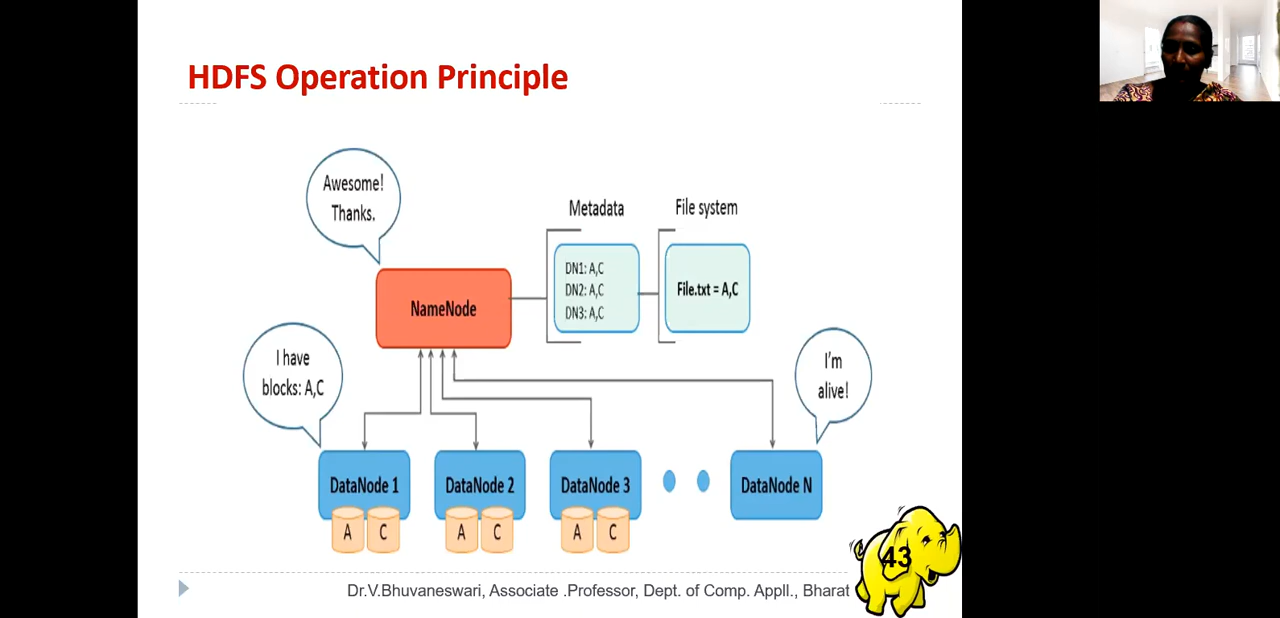 HDFS Operation Principle
Awesome!
Thanks.
Metadata
File system
DN1: A,C
DN2: A,C
DN3: A,C
File.txt = A,C
NameNode
I have
blocks: A,C
I'm
alive!
DataNode 1
DataNode 2
DataNode 3
DataNode N
A C A C A C
43
Dr.V.Bhuvaneswari, Associate .Professor, Dept. of Comp. Appll., Bharat